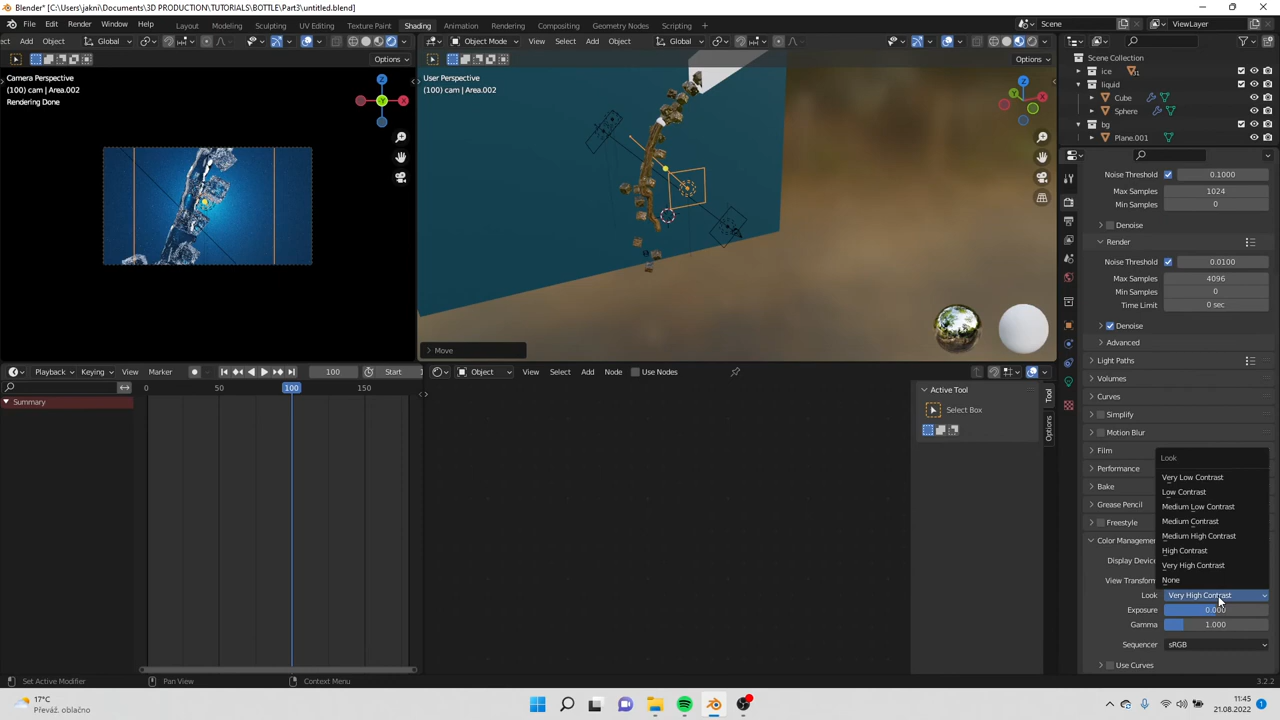 Blender* [C:\Users\jakni\Documents\3D PRODUCTION\TUTORIALS\BOTTLE\Part3\untitled.blend]
File Edit Render Window Help Layout Modeling Sculpting UV Editing Texture Paint Shading Animation Rendering Compositing Geometry Nodes Scripting + Scene ViewLayer
ct Add Object Global Object Mode View Select Add Object Global
Options Options
Camera Perspective
(100) cam | Area.002
Rendering Done
User Perspective
(100) cam | Area.002
Z
Y
X
Z
Y
X
Scene Collection
ice 31
liquid
Cube
Sphere
bg
Plane.001
Noise Threshold 0.1000
Max Samples 1024
Min Samples 0
Denoise
Render
Noise Threshold 0.0100
Max Samples 4096
Min Samples 0
Time Limit 0 sec
Denoise
Advanced
Light Paths
Volumes
Curves
Simplify
Motion Blur
Film
Performance
Bake
Grease Pencil
Freestyle
Color Management
Display Device
View Transform
Look
Very Low Contrast
Low Contrast
Medium Low Contrast
Medium Contrast
Medium High Contrast
High Contrast
Very High Contrast
None
Look Very High Contrast
Exposure 0.000
Gamma 1.000
Sequencer sRGB
Use Curves
Move
Playback Keying View Marker 100 Start 1
Object View Select Add Node Use Nodes
0 50 100 150
Summary
Active Tool
Select Box
Tool
Options
Set Active Modifier Pan View Context Menu 3.2.2
17°C
Převáž. oblačno
11:45
21.08.2022